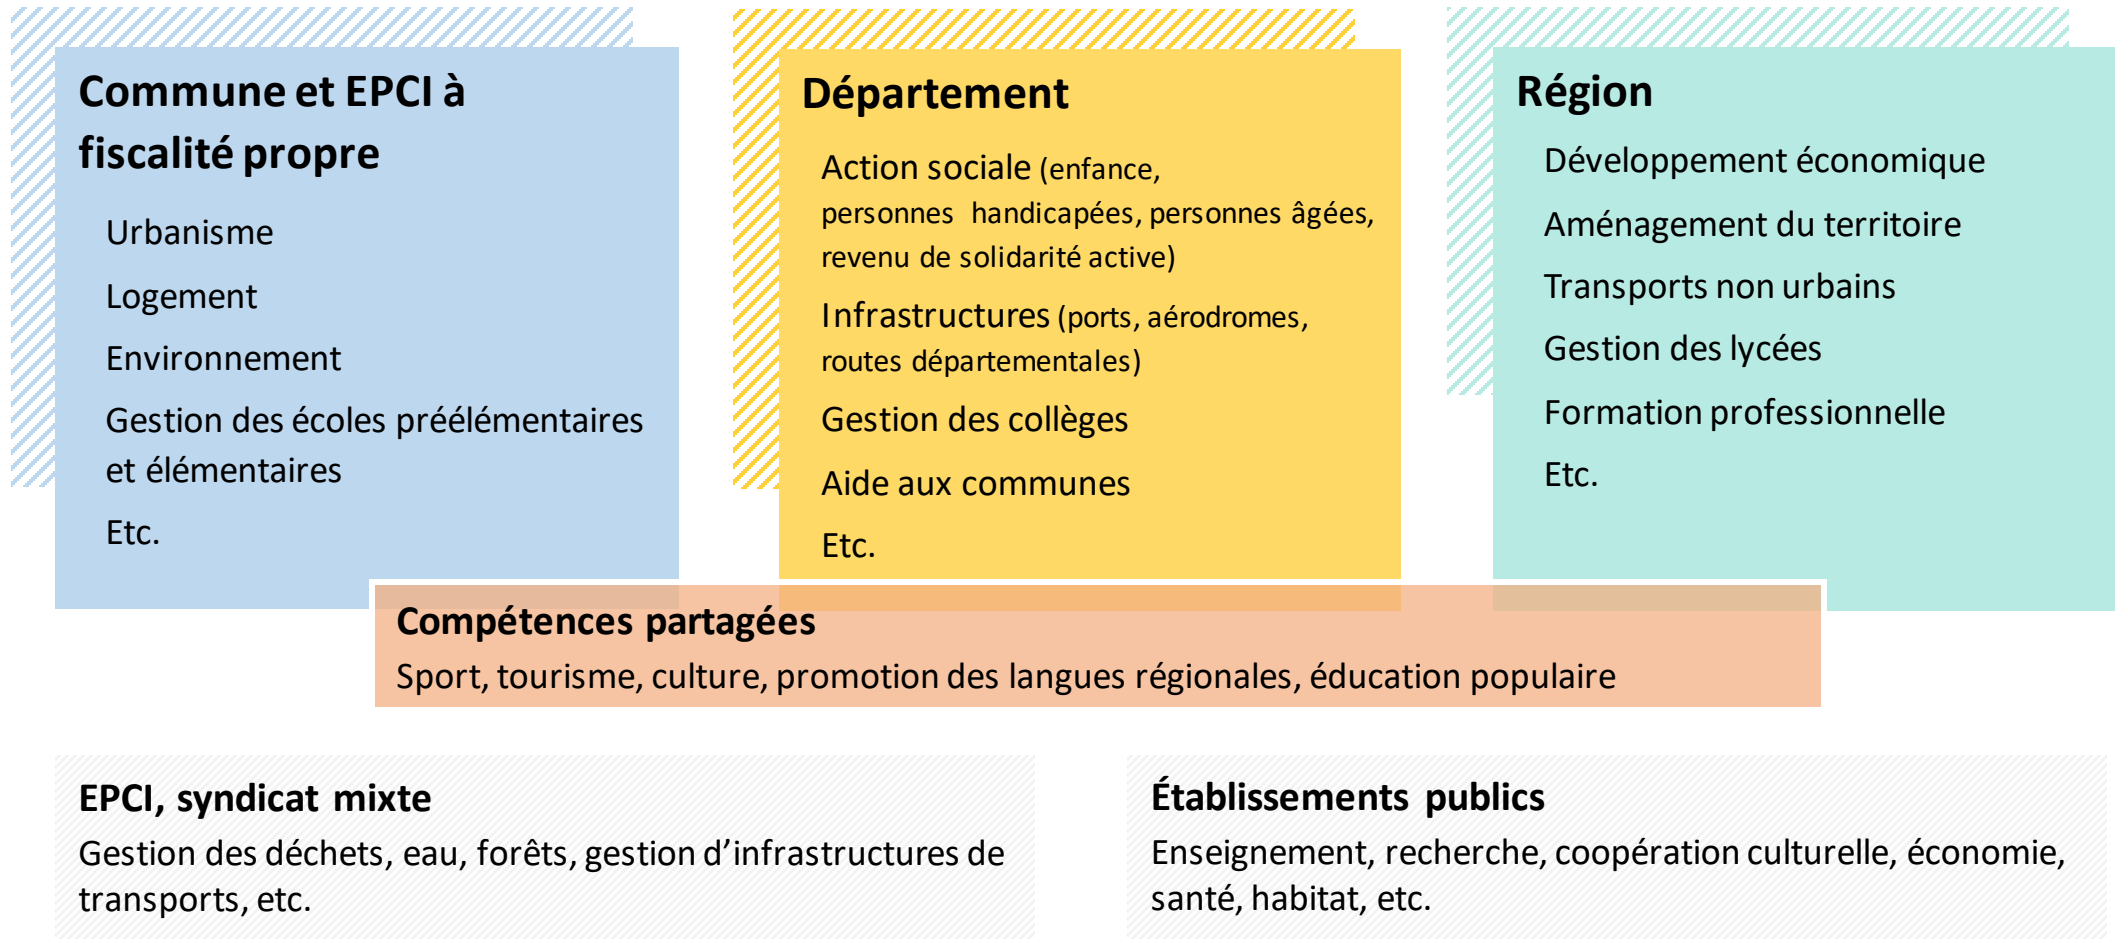 Commune et EPCI à
fiscalité propre
Urbanisme
Logement
Environnement
Gestion des écoles préélémentaires
et élémentaires
Etc.
Département
Action sociale (enfance,
personnes handicapées, personnes âgées,
revenu de solidarité active)
Infrastructures (ports, aérodromes,
routes départementales)
Gestion des collèges
Aide aux communes
Etc.
Région
Développement économique
Aménagement du territoire
Transports non urbains
Gestion des lycées
Formation professionnelle
Etc.
Compétences partagées
Sport, tourisme, culture, promotion des langues régionales, éducation populaire
EPCI, syndicat mixte
Gestion des déchets, eau, forêts, gestion d’infrastructures de
transports, etc.
Établissements publics
Enseignement, recherche, coopération culturelle, économie,
santé, habitat, etc.